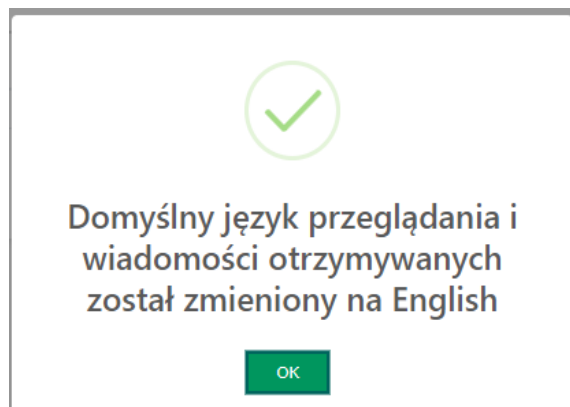 Domyślny język przeglądania i
wiadomości otrzymywanych
został zmieniony na English
OK